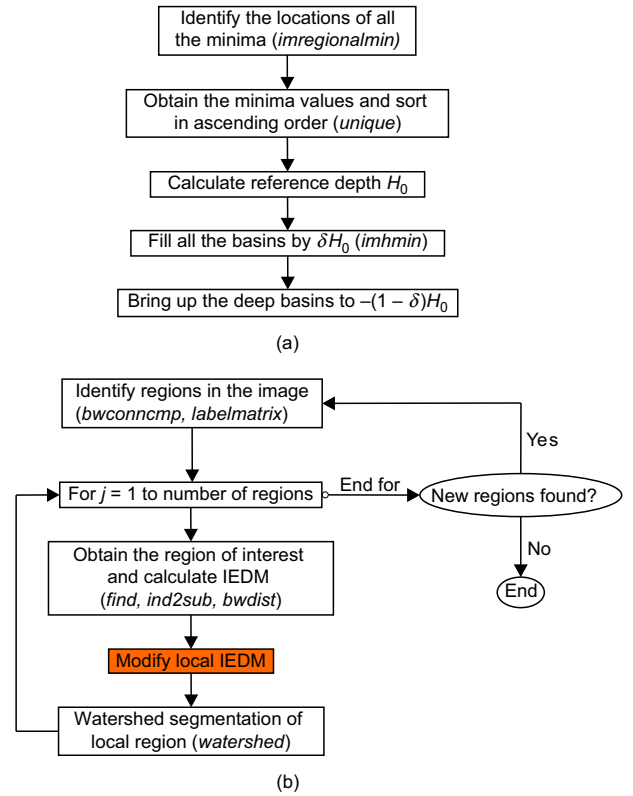 Identify the locations of all
the minima (imregionalmin)
Obtain the minima values and sort
in ascending order (unique)
Calculate reference depth H0
Fill all the basins by δH0 (imhmin)
Bring up the deep basins to –(1 – δ)H0
(a)
Identify regions in the image
(bwconncmp, labelmatrix)
Yes
For j = 1 to number of regions
End for
New regions found?
Obtain the region of interest
and calculate IEDM
(find, ind2sub, bwdist)
No
End
Modify local IEDM
Watershed segmentation of
local region (watershed)
(b)